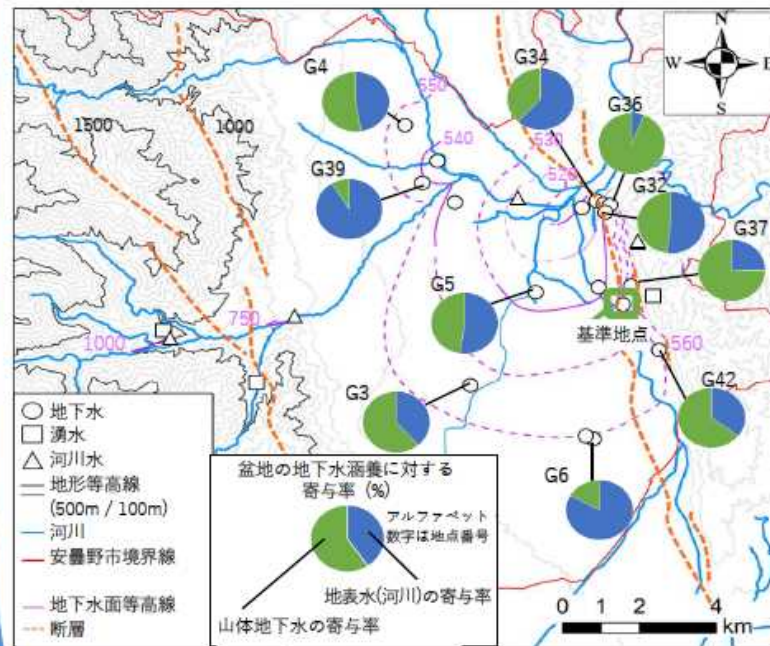 N
W E
S
G4
550
G34
G36
1500
1000
540
530
520
G39
G32
G37
G5
基準地点
750
1000
560
G3
G42
G6
地下水
湧水
河川水
地形等高線
(500m / 100m)
河川
安曇野市境界線
地下水面等高線
断層
盆地の地下水涵養に対する
寄与率 (%)
アルファベット
数字は地点番号
地表水(河川)の寄与率
山体地下水の寄与率
0 1 2 4
km